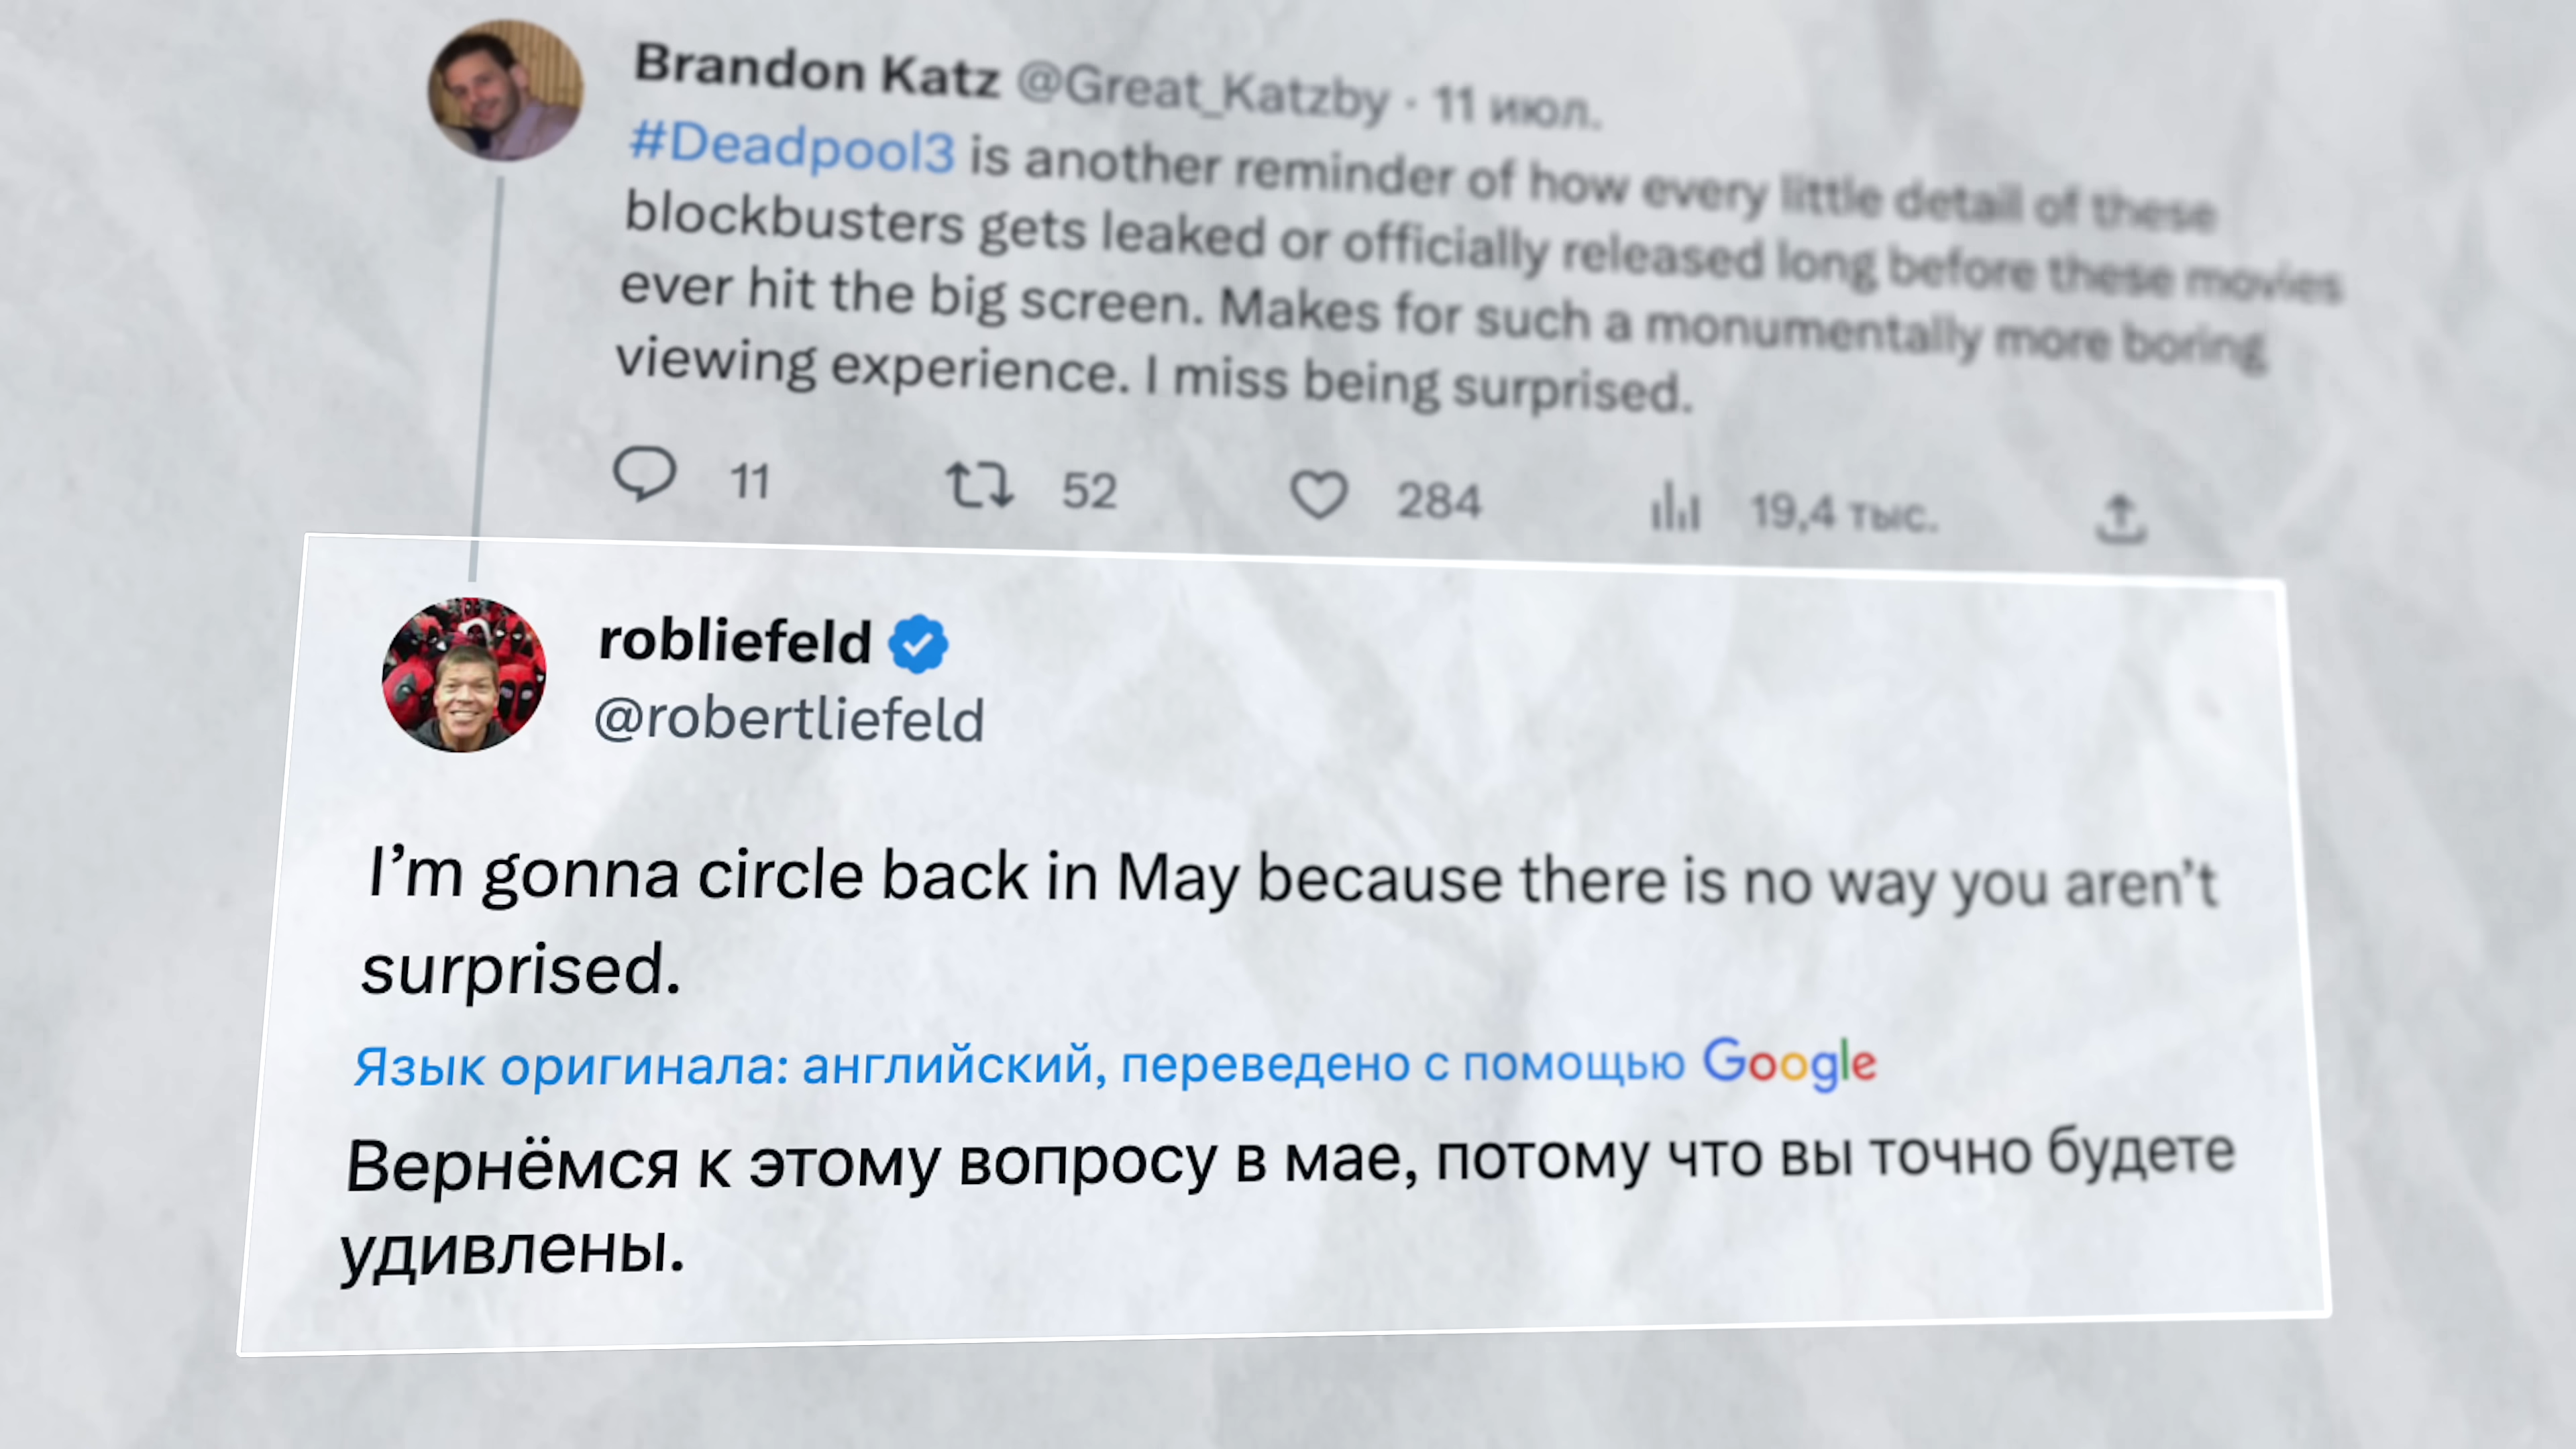 Brandon Katz @Great_Katzby · 11 июл.
#Deadpool3 is another reminder of how every little detail of these
blockbusters gets leaked or officially released long before these movies
ever hit the big screen. Makes for such a monumentally more boring
viewing experience. I miss being surprised.
11 52 284 19,4 тыс.
robliefeld
@robertliefeld
I’m gonna circle back in May because there is no way you aren’t
surprised.
Язык оригинала: английский, переведено с помощью Google
Вернёмся к этому вопросу в мае, потому что вы точно будете
удивлены.